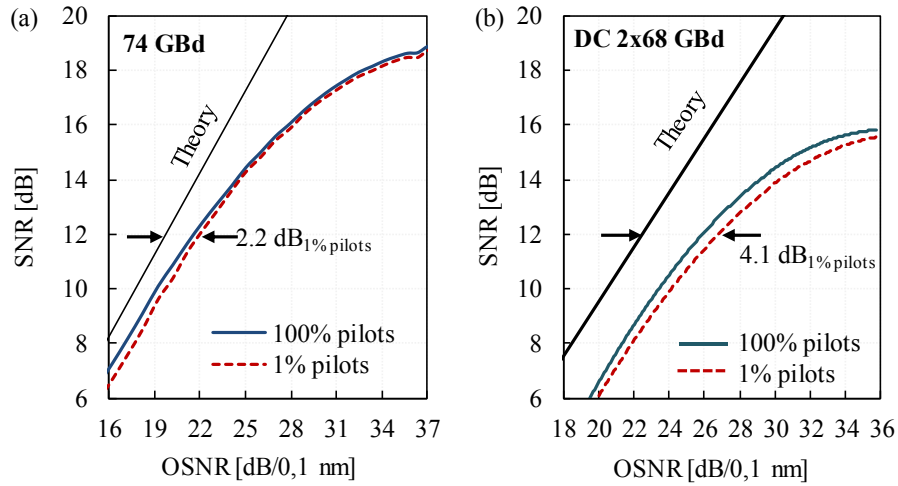 (a)
74 GBd
20
18
16
14
12
10
8
6
SNR [dB]
Theory
2.2 dB1% pilots
100% pilots
1% pilots
16 19 22 25 28 31 34 37
OSNR [dB/0,1 nm]
(b)
DC 2x68 GBd
20
18
16
14
12
10
8
6
SNR [dB]
Theory
4.1 dB1% pilots
100% pilots
1% pilots
18 20 22 24 26 28 30 32 34 36
OSNR [dB/0,1 nm]